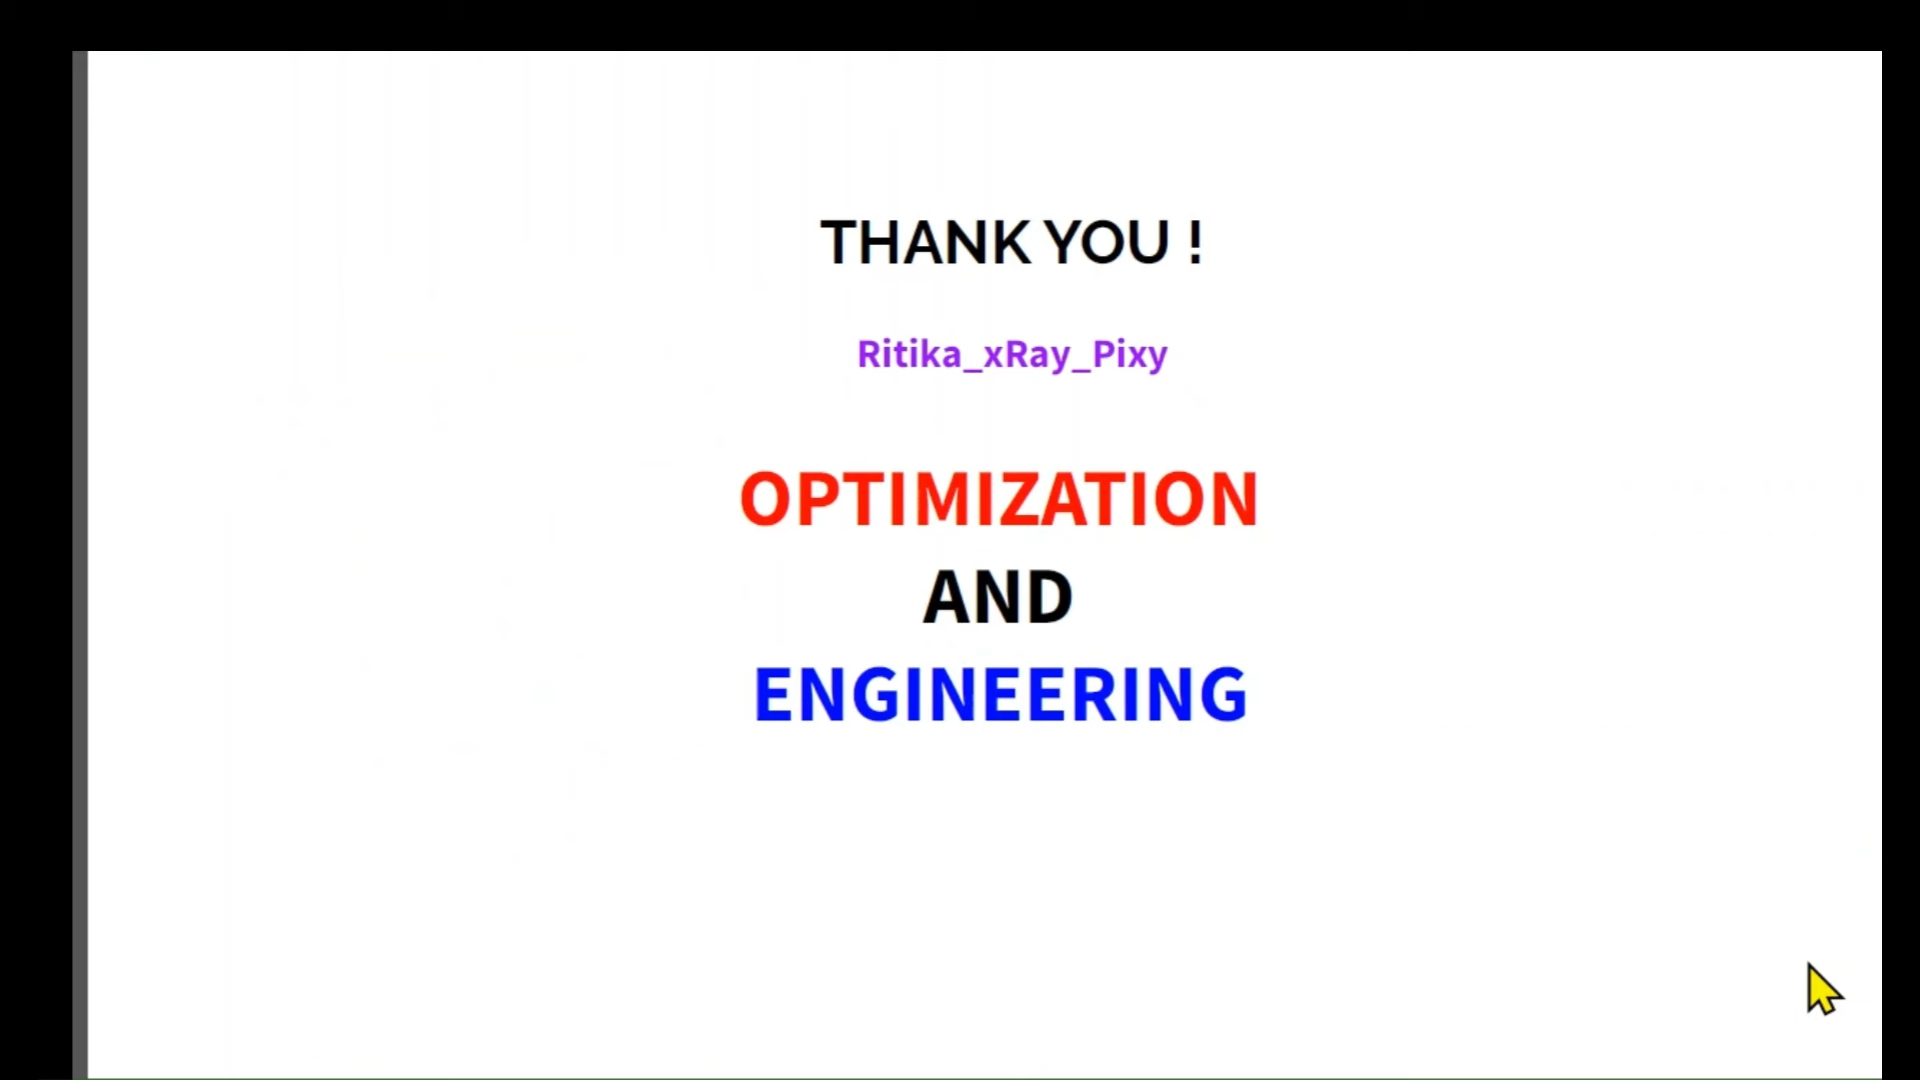 THANK YOU !
Ritika_xRay_Pixy
OPTIMIZATION
AND
ENGINEERING